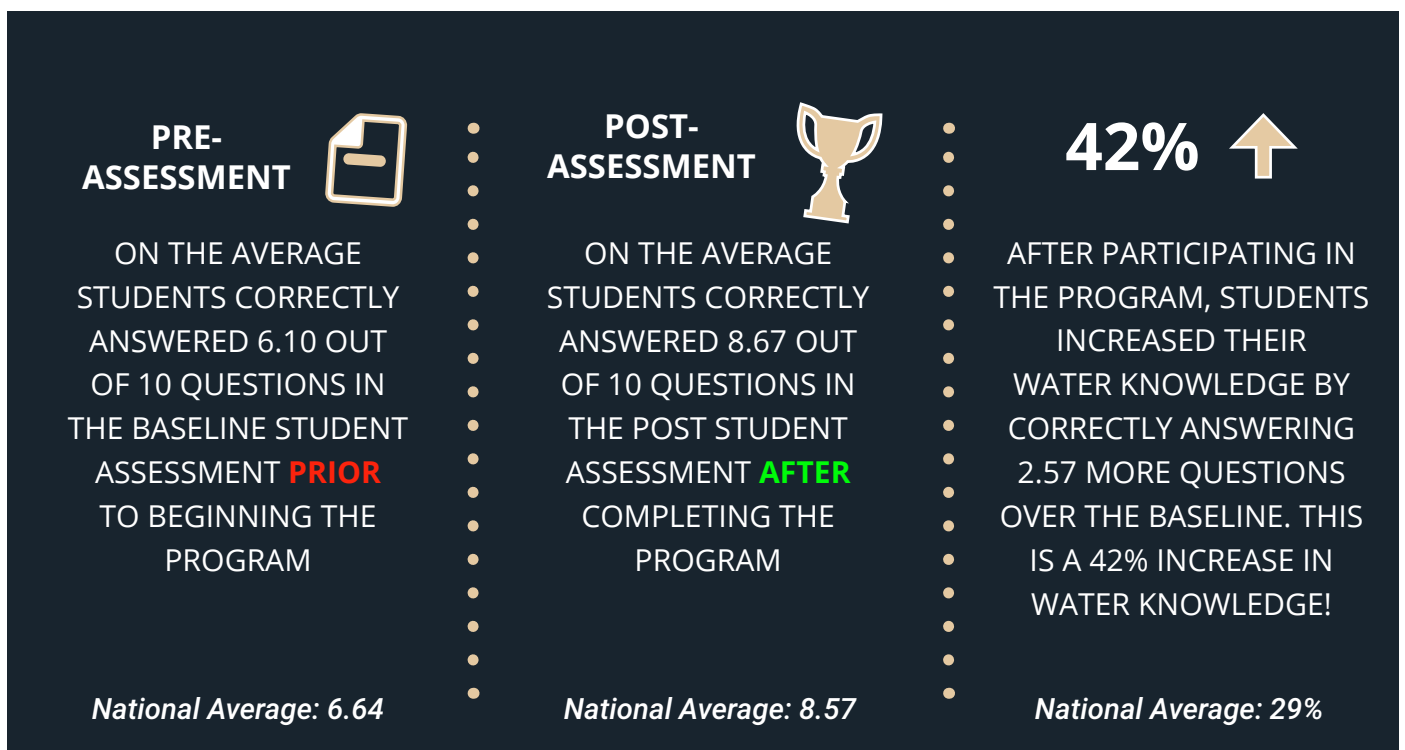 PRE-
ASSESSMENT
ON THE AVERAGE
STUDENTS CORRECTLY
ANSWERED 6.10 OUT
OF 10 QUESTIONS IN
THE BASELINE STUDENT
ASSESSMENT PRIOR
TO BEGINNING THE
PROGRAM
National Average: 6.64
POST-
ASSESSMENT
ON THE AVERAGE
STUDENTS CORRECTLY
ANSWERED 8.67 OUT
OF 10 QUESTIONS IN
THE POST STUDENT
ASSESSMENT AFTER
COMPLETING THE
PROGRAM
National Average: 8.57
42%
AFTER PARTICIPATING IN
THE PROGRAM, STUDENTS
INCREASED THEIR
WATER KNOWLEDGE BY
CORRECTLY ANSWERING
2.57 MORE QUESTIONS
OVER THE BASELINE. THIS
IS A 42% INCREASE IN
WATER KNOWLEDGE!
National Average: 29%